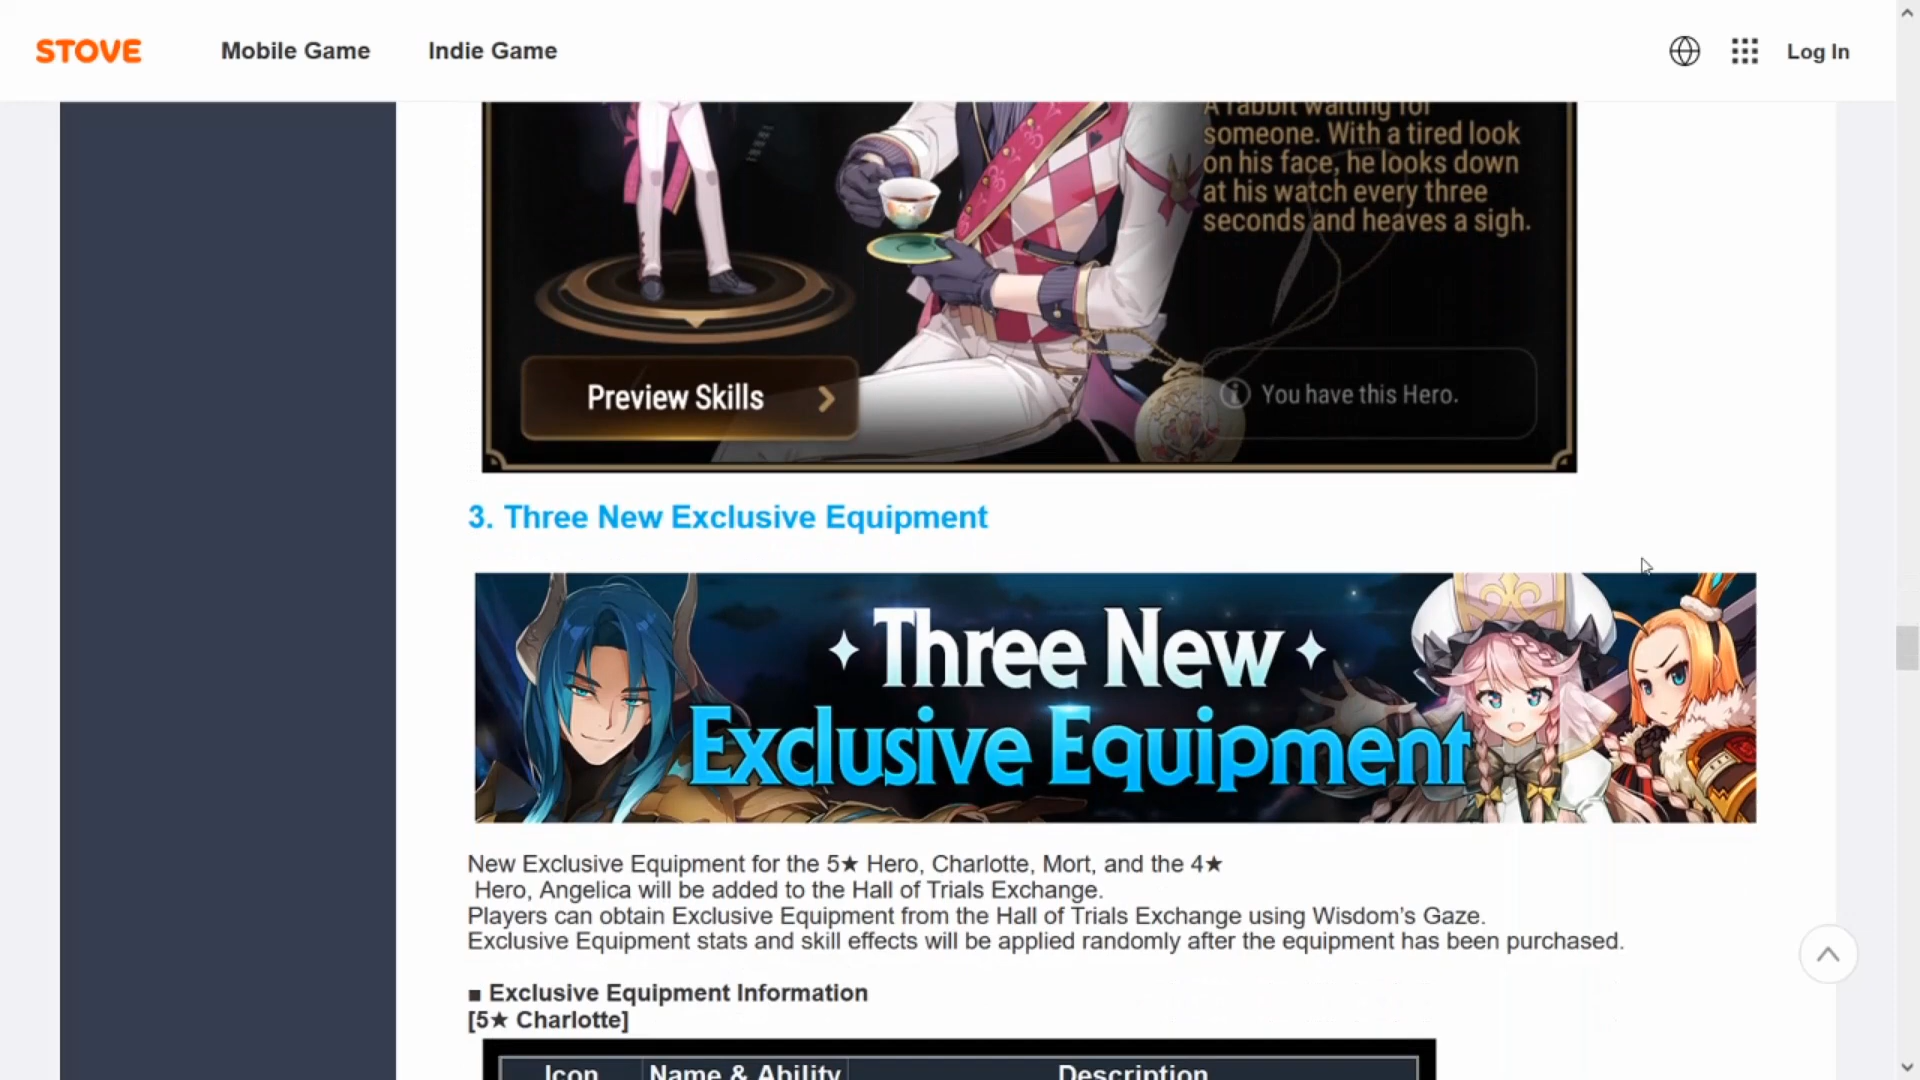 STOVE
Mobile Game
Indie Game
Log In
A rabbit waiting for
someone. With a tired look
on his face, he looks down
at his watch every three
seconds and heaves a sigh.
Preview Skills
You have this Hero.
3. Three New Exclusive Equipment
Three New
Exclusive Equipment
New Exclusive Equipment for the 5★ Hero, Charlotte, Mort, and the 4★
Hero, Angelica will be added to the Hall of Trials Exchange.
Players can obtain Exclusive Equipment from the Hall of Trials Exchange using Wisdom’s Gaze.
Exclusive Equipment stats and skill effects will be applied randomly after the equipment has been purchased.
■ Exclusive Equipment Information
[5★ Charlotte]
Icon
Name & Ability
Description